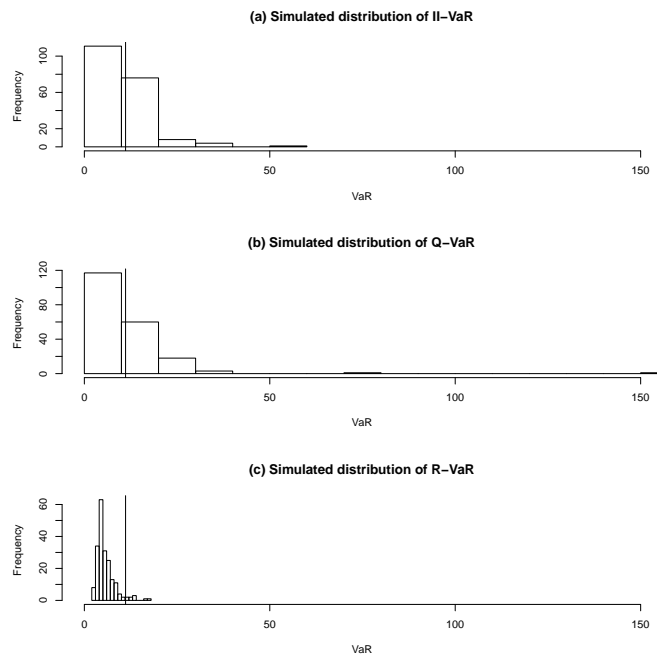 (a) Simulated distribution of II−VaR
Frequency
0 20 60 100
0 50 100 150
VaR
(b) Simulated distribution of Q−VaR
Frequency
0 40 80 120
0 50 100 150
VaR
(c) Simulated distribution of R−VaR
Frequency
0 20 40 60
0 50 100 150
VaR